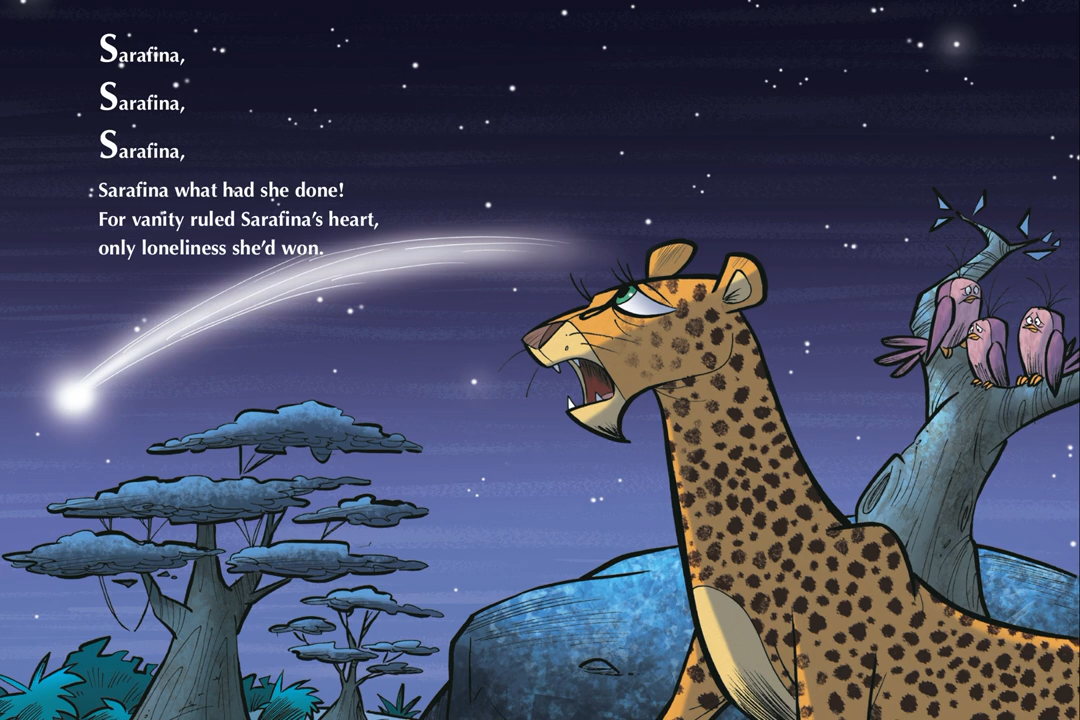 Sarafina,
Sarafina,
Sarafina,
Sarafina what had she done!
For vanity ruled Sarafina’s heart,
only loneliness she’d won.